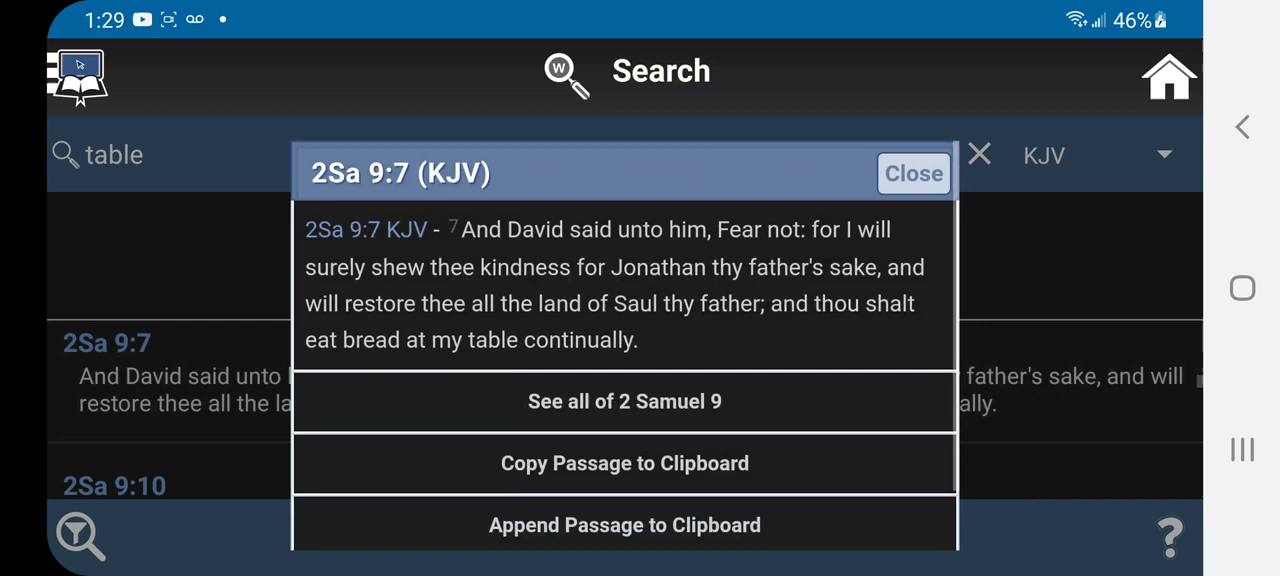 1:29 46%
W Search
table KJV
2Sa 9:7 (KJV) Close
2Sa 9:7 KJV - 7 And David said unto him, Fear not: for I will
surely shew thee kindness for Jonathan thy father's sake, and
will restore thee all the land of Saul thy father; and thou shalt
eat bread at my table continually.
2Sa 9:7
And David said unto father's sake, and will
restore thee all the la ally.
See all of 2 Samuel 9
Copy Passage to Clipboard
2Sa 9:10
Append Passage to Clipboard
?